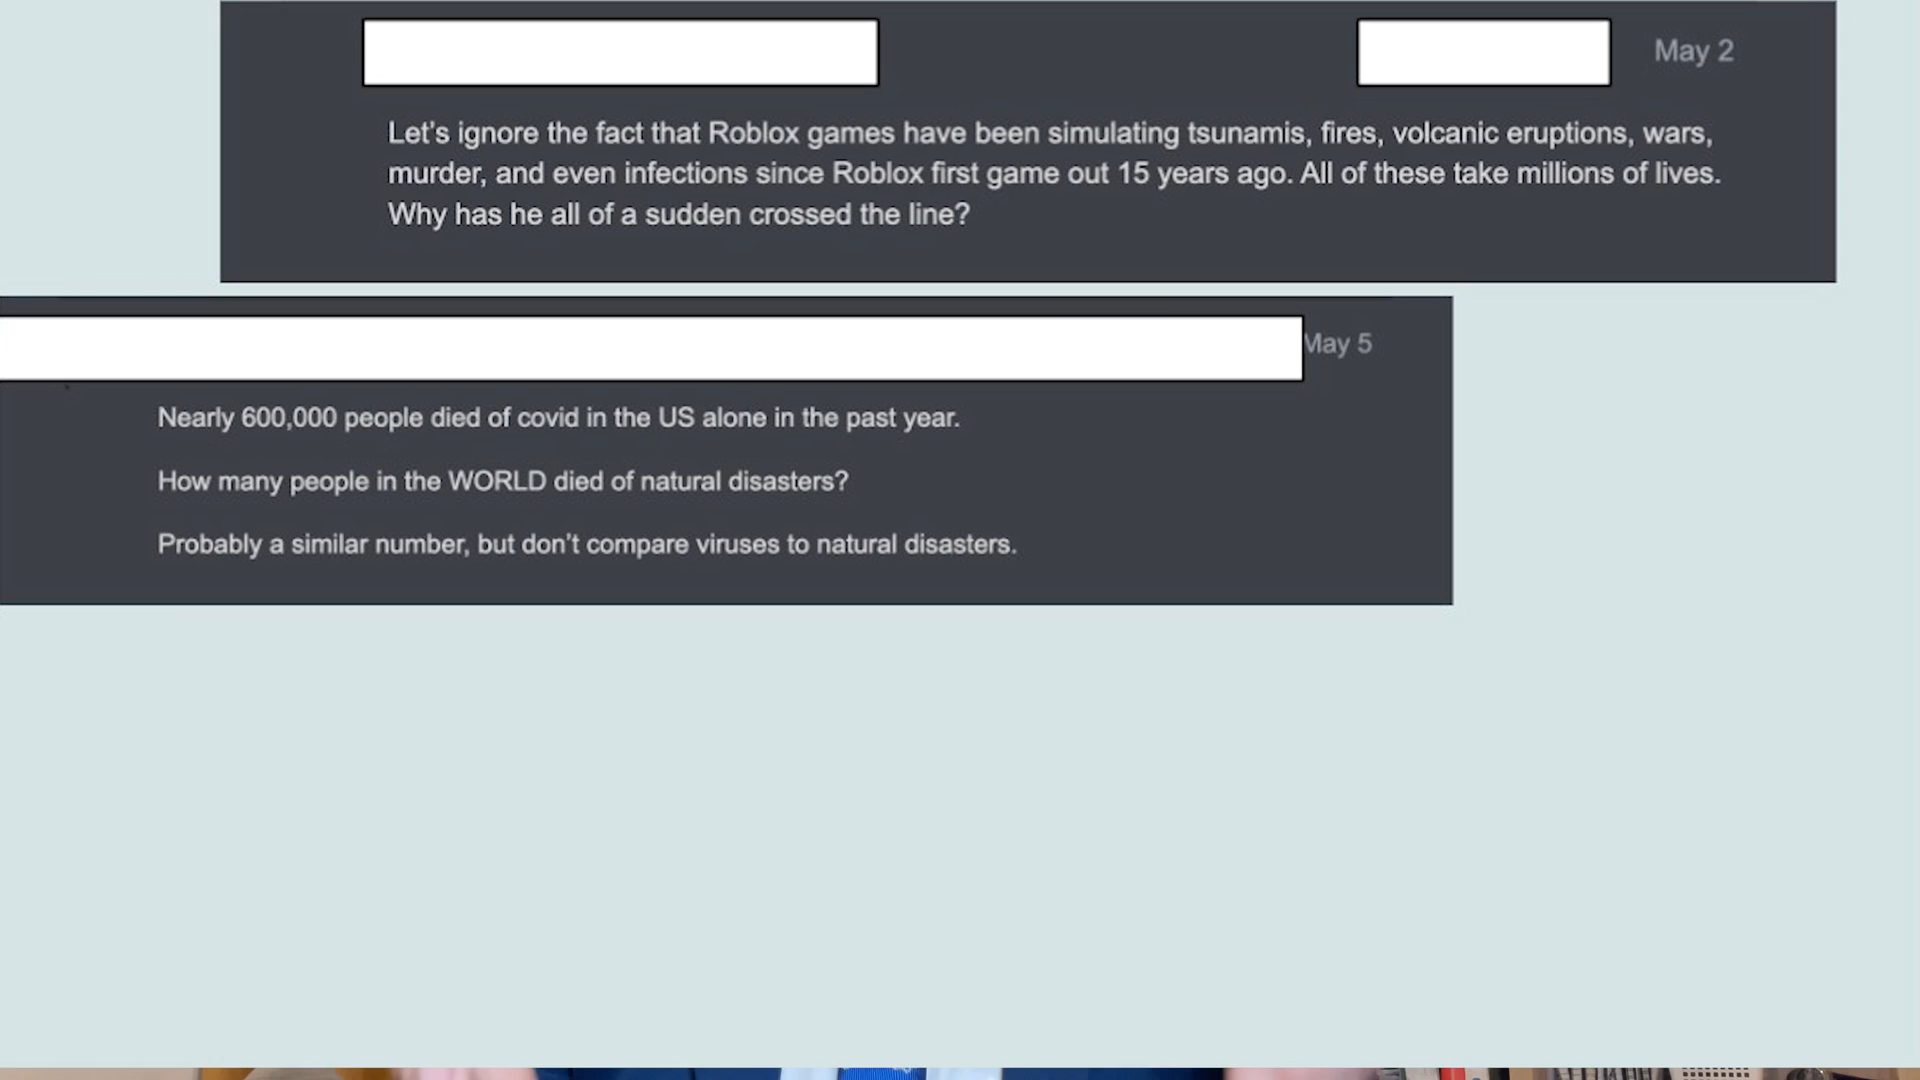 May 2
Let's ignore the fact that Roblox games have been simulating tsunamis, fires, volcanic eruptions, wars,
murder, and even infections since Roblox first game out 15 years ago. All of these take millions of lives.
Why has he all of a sudden crossed the line?
May 5
Nearly 600,000 people died of covid in the US alone in the past year.
How many people in the WORLD died of natural disasters?
Probably a similar number, but don't compare viruses to natural disasters.